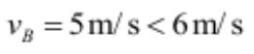 v_B = 5m/s < 6m/s